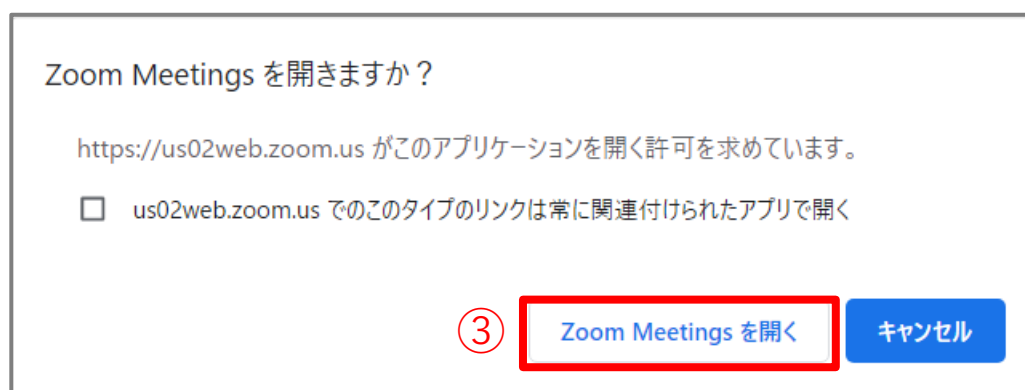 Zoom Meetings を開きますか？
https://us02web.zoom.us がこのアプリケーションを開く許可を求めています。
us02web.zoom.us でのこのタイプのリンクは常に関連付けられたアプリで開く
③ Zoom Meetings を開く キャンセル